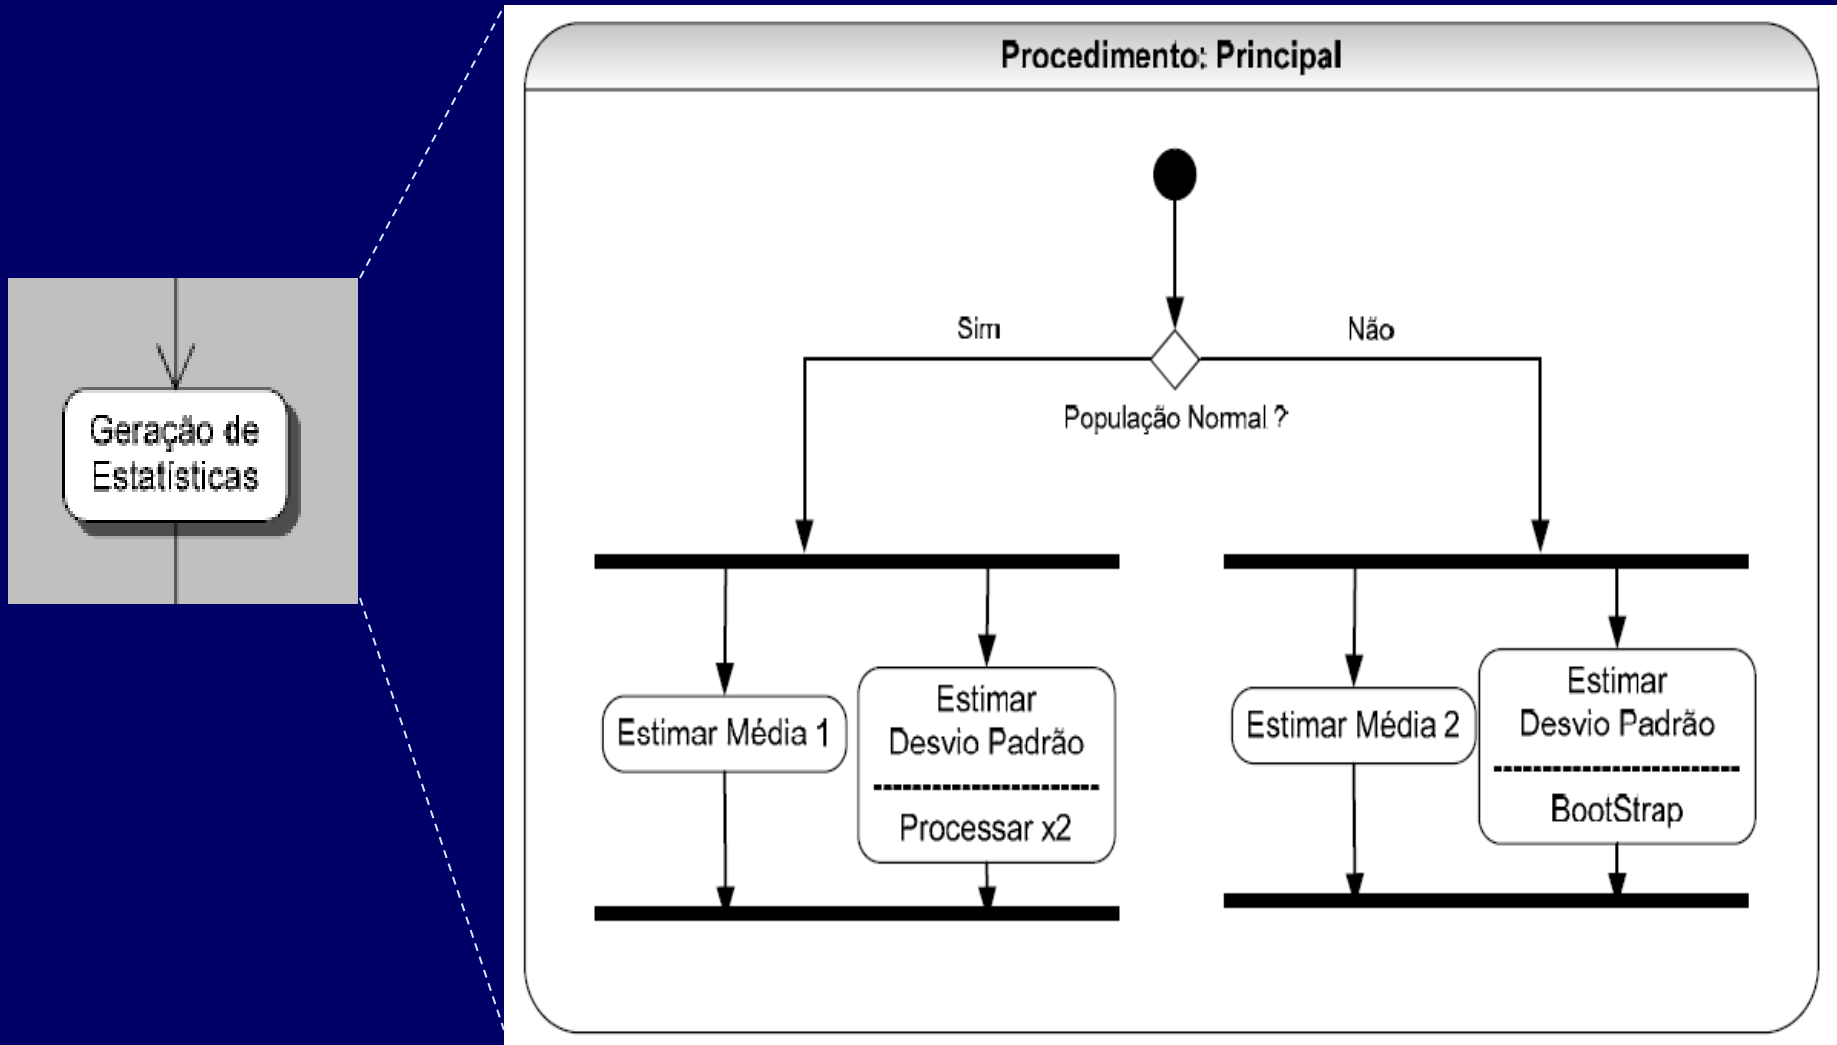 Procedimento: Principal
Geração de
Estatísticas
Sim
Não
População Normal ?
Estimar Média 1
Estimar
Desvio Padrão
Processar x2
Estimar Média 2
Estimar
Desvio Padrão
BootStrap